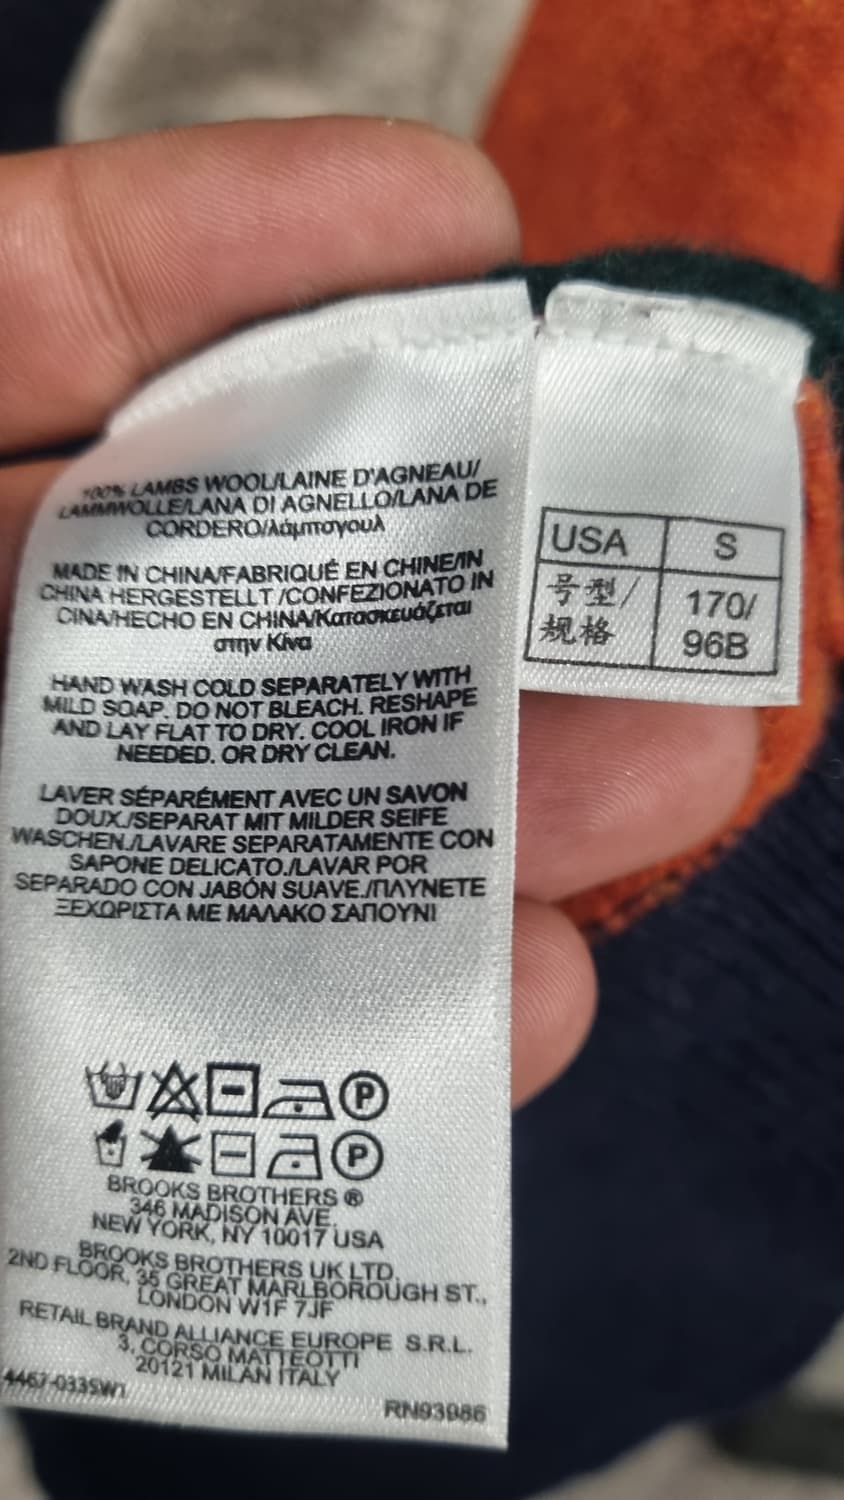 100% LAMBS WOOL/LAINE D'AGNEAU/
LAMMWOLLE/LANA DI AGNELLO/LANA DE
CORDERO/λάμπσγουλ
MADE IN CHINA/FABRIQUÉ EN CHINE/IN
CHINA HERGESTELLT /CONFEZIONATO IN
CINA/HECHO EN CHINA/Κατασκευάζεται
στην Κίνα
HAND WASH COLD SEPARATELY WITH
MILD SOAP. DO NOT BLEACH. RESHAPE
AND LAY FLAT TO DRY. COOL IRON IF
NEEDED. OR DRY CLEAN.
LAVER SÉPARÉMENT AVEC UN SAVON
DOUX./SEPARAT MIT MILDER SEIFE
WASCHEN./LAVARE SEPARATAMENTE CON
SAPONE DELICATO./LAVAR POR
SEPARADO CON JABÓN SUAVE./ΠΛΥΝΕΤΕ
ΞΕΧΩΡΙΣΤΑ ΜΕ ΜΑΛΑΚΟ ΣΑΠΟΥΝΙ
P
P
BROOKS BROTHERS ®
346 MADISON AVE.
NEW YORK, NY 10017 USA
BROOKS BROTHERS UK LTD.
2ND FLOOR, 35 GREAT MARLBOROUGH ST.,
LONDON W1F 7JF
RETAIL BRAND ALLIANCE EUROPE S.R.L.
3, CORSO MATTEOTTI
20121 MILAN ITALY
4467-033SW1
RN93986
USA S
号型/ 170/
规格 96B